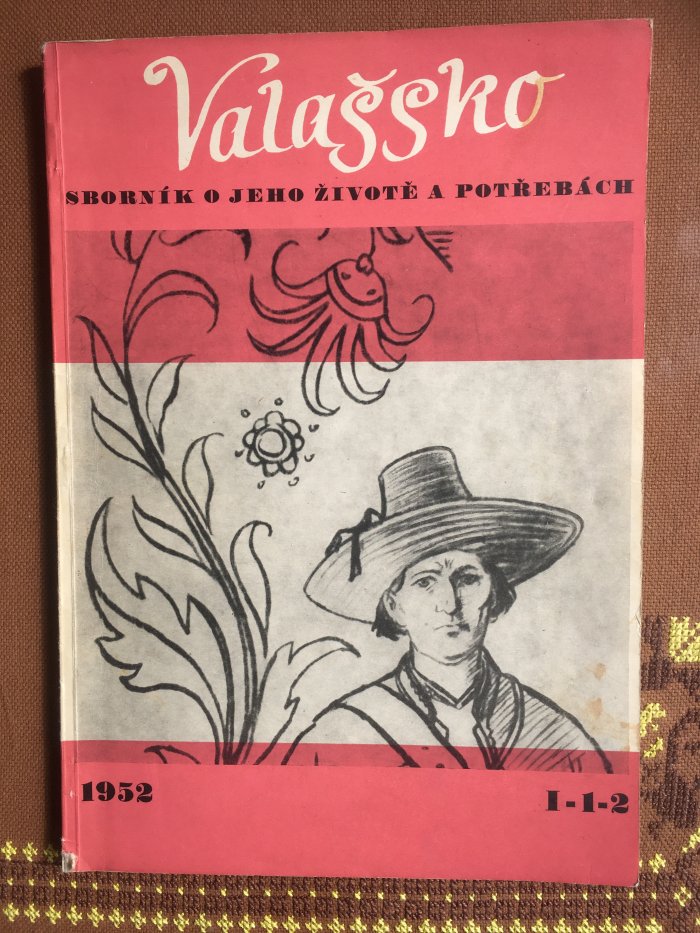 Valašsko
SBORNÍK O JEHO ŽIVOTĚ A POTŘEBÁCH
1952
I-1-2